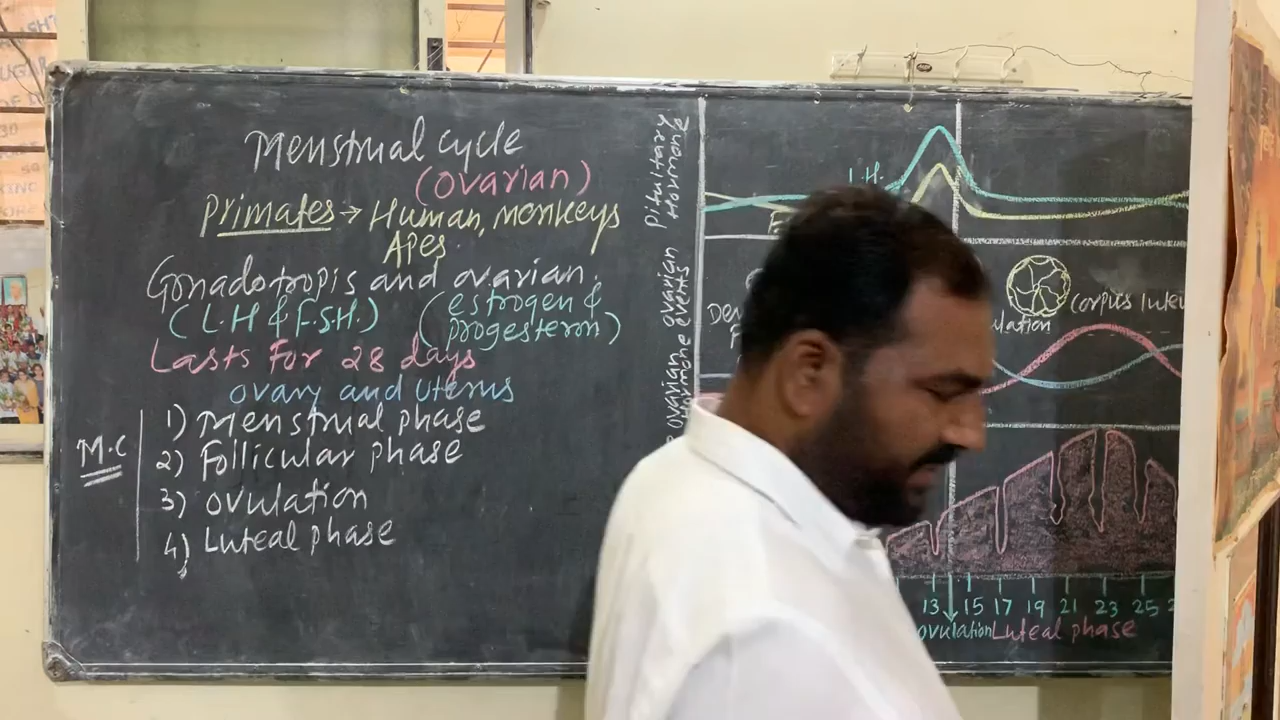 Menstrual cycle
(Ovarian)
Primates → Human, monkeys
Apes.
Gonadotropis and ovarian.
(L.H & F.S.H.) (estrogen &
progesteron)
Lasts for 28 days
ovary and uterus
M.C
1) Menstrual phase
2) Follicular phase
3) Ovulation
4) Luteal phase
Pituitary
Hormone
ovarian
events
ovarian
Hormone
L.H.
Corpus lute
ulation
13 15 17 19 21 23 25
ovulation Luteal phase